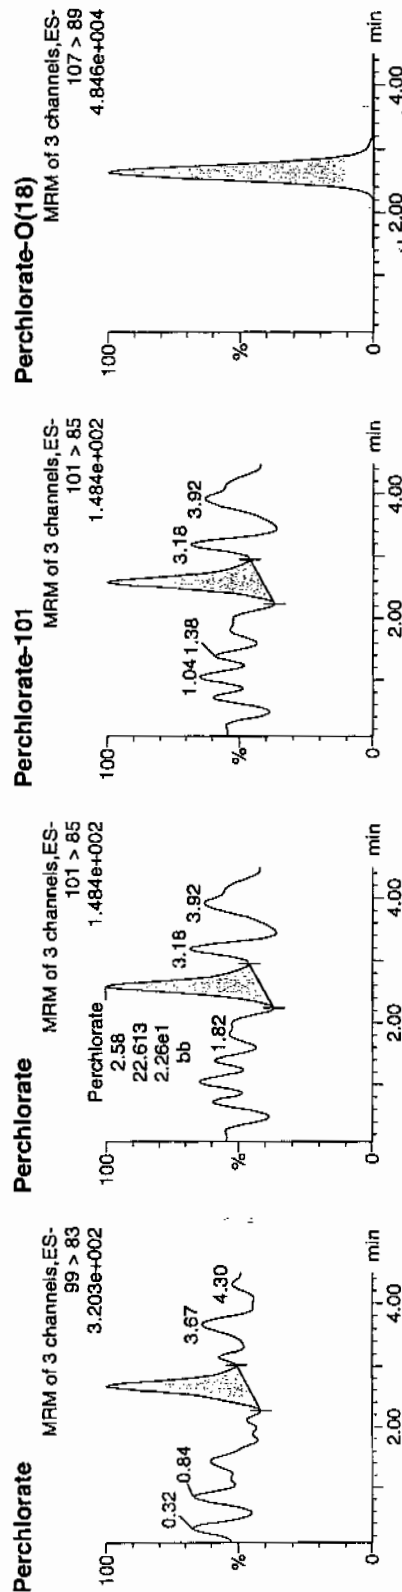 Perchlorate
MRM of 3 channels,ES-
99 > 83
3.203e+002
100
%
0
0.32
0.84
3.67
4.30
2.00
4.00
min
Perchlorate
MRM of 3 channels,ES-
101 > 85
1.484e+002
100
%
0
Perchlorate
2.58
22.613
2.26e1
bb
1.82
3.18
3.92
2.00
4.00
min
Perchlorate-101
MRM of 3 channels,ES-
101 > 85
1.484e+002
100
%
0
1.04
1.38
3.18
3.92
2.00
4.00
min
Perchlorate-O(18)
MRM of 3 channels,ES-
107 > 89
4.846e+004
100
%
0
2.00
4.00
min